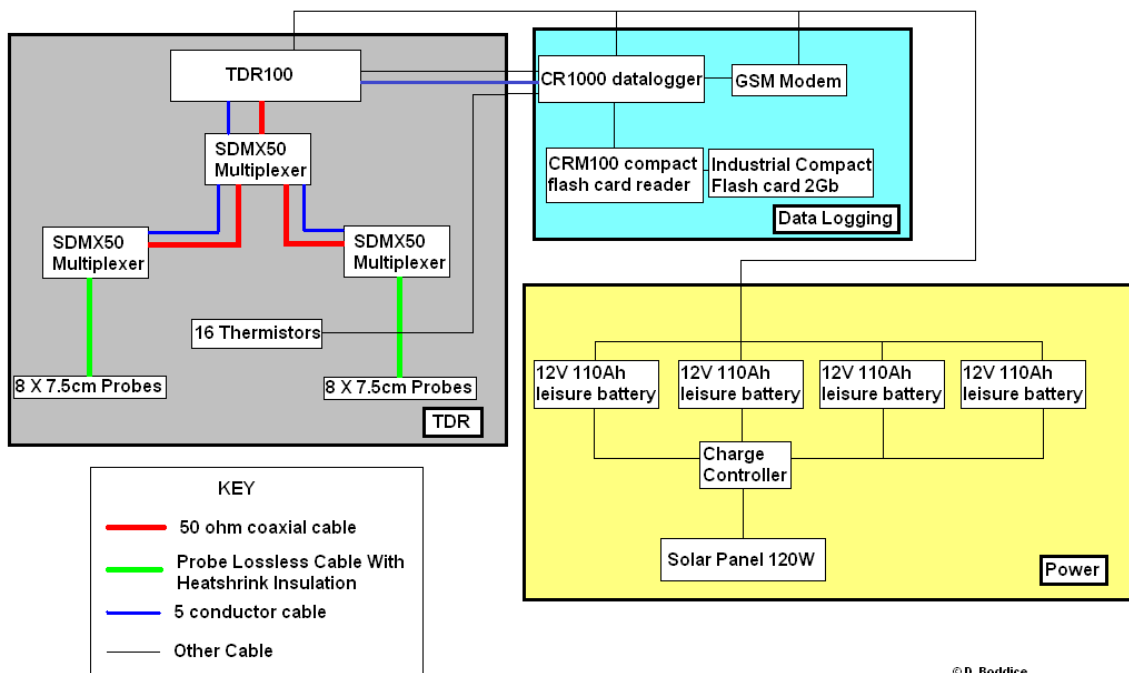 TDR100
SDMX50
Multiplexer
SDMX50
Multiplexer
SDMX50
Multiplexer
16 Thermistors
8 X 7.5cm Probes
8 X 7.5cm Probes
TDR
CR1000 datalogger
GSM Modem
CRM100 compact
flash card reader
Industrial Compact
Flash card 2Gb
Data Logging
12V 110Ah
leisure battery
12V 110Ah
leisure battery
12V 110Ah
leisure battery
12V 110Ah
leisure battery
Charge
Controller
Solar Panel 120W
Power
KEY
50 ohm coaxial cable
Probe Lossless Cable With
Heatshrink Insulation
5 conductor cable
Other Cable
© D. Boddice